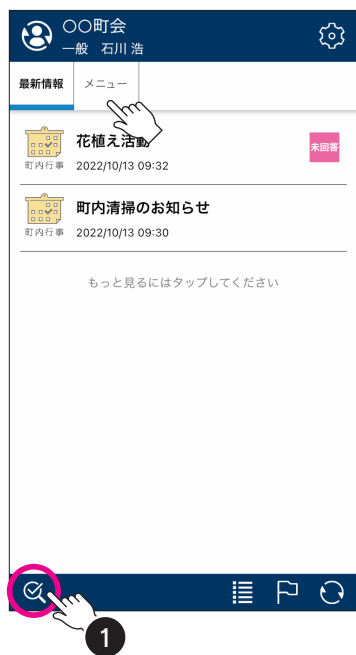 〇〇町会
一般 石川 浩
最新情報 メニュー
花植え活動
未回答
町内行事 2022/10/13 09:32
町内清掃のお知らせ
町内行事 2022/10/13 09:30
もっと見るにはタップしてください
1